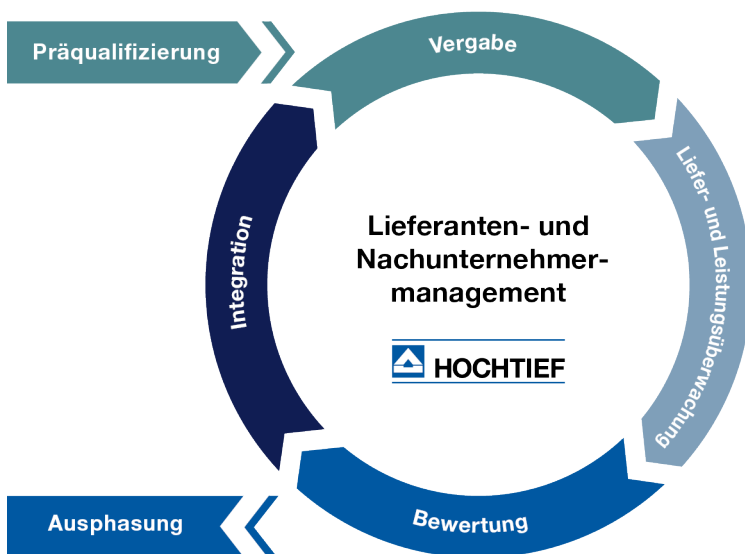 Präqualifizierung
Vergabe
Liefer- und Leistungsüberwachung
Lieferanten- und
Nachunternehmer-
management
HOCHTIEF
Integration
Bewertung
Ausphasung